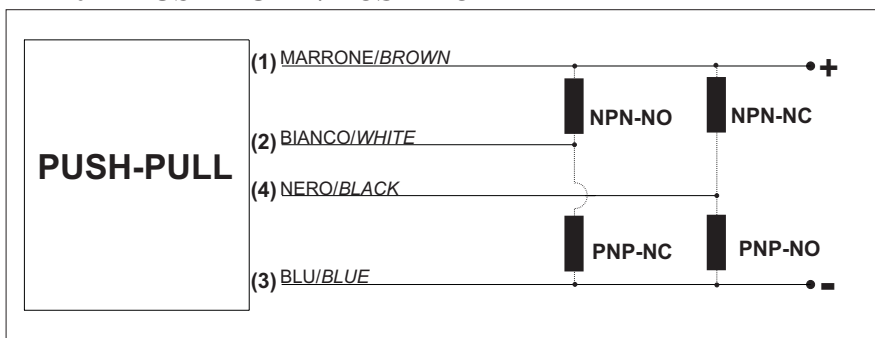 (1) MARRONE/BROWN
+
NPN-NO
NPN-NC
(2) BIANCO/WHITE
PUSH-PULL
(4) NERO/BLACK
PNP-NC
PNP-NO
(3) BLU/BLUE
-